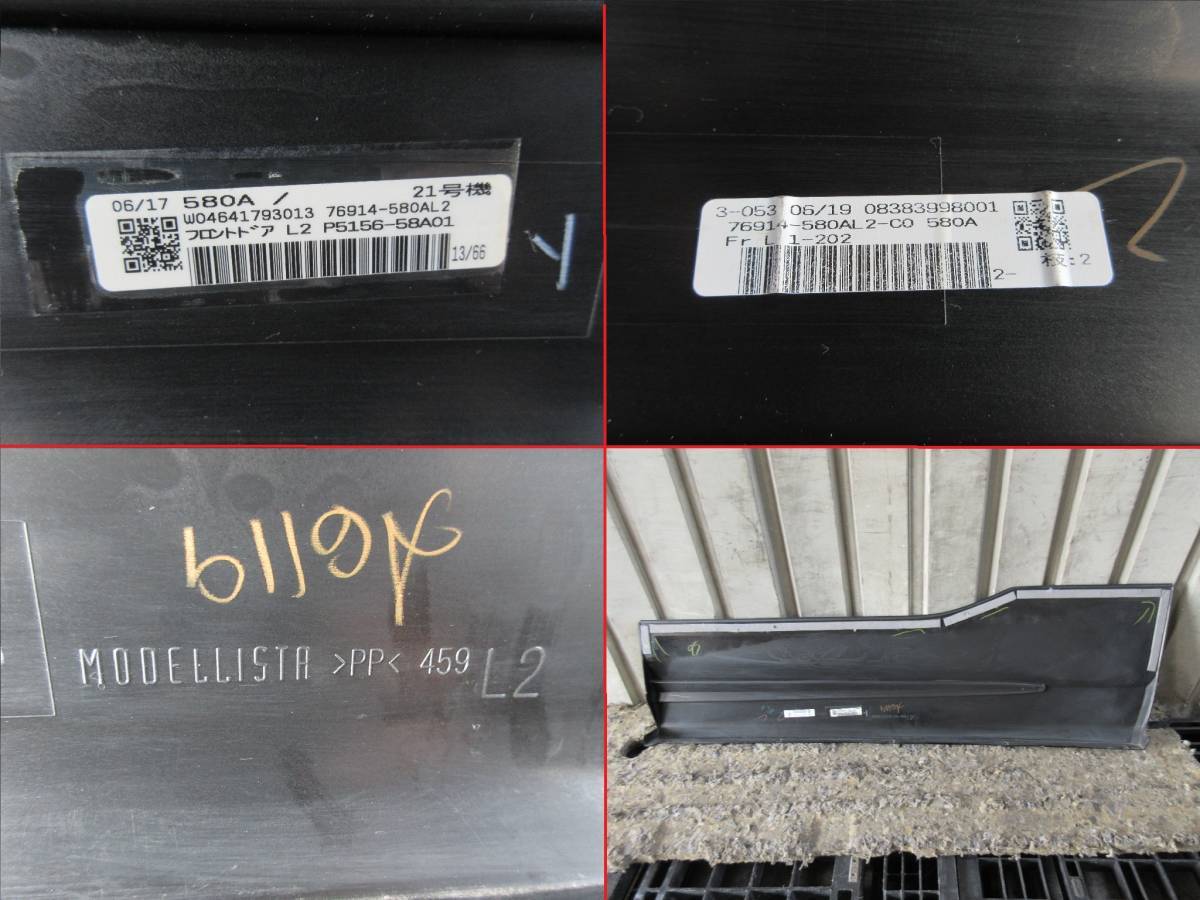 06/17 580A / 21号機
W04641793013 76914-580AL2
フロントドア L2 P5156-58A01
13/66
3-053 06/19 08383998001
76914-580AL2-C0 580A
Fr L 1-202
2-
枝:2
MODELLISTA >PP< 459 L2